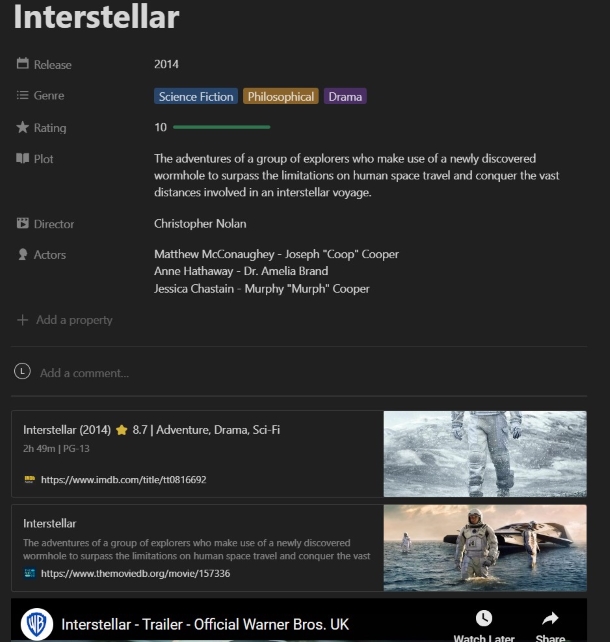 Interstellar
Release 2014
Genre Science Fiction Philosophical Drama
Rating 10
Plot The adventures of a group of explorers who make use of a newly discovered
wormhole to surpass the limitations on human space travel and conquer the vast
distances involved in an interstellar voyage.
Director Christopher Nolan
Actors Matthew McConaughey - Joseph "Coop" Cooper
Anne Hathaway - Dr. Amelia Brand
Jessica Chastain - Murphy "Murph" Cooper
+ Add a property
L Add a comment...
Interstellar (2014) ⭐ 8.7 | Adventure, Drama, Sci-Fi
2h 49m | PG-13
https://www.imdb.com/title/tt0816692
Interstellar
The adventures of a group of explorers who make use of a newly discovered
wormhole to surpass the limitations on human space travel and conquer the vast
https://www.themoviedb.org/movie/157336
WB Interstellar - Trailer - Official Warner Bros. UK
Watch Later Share